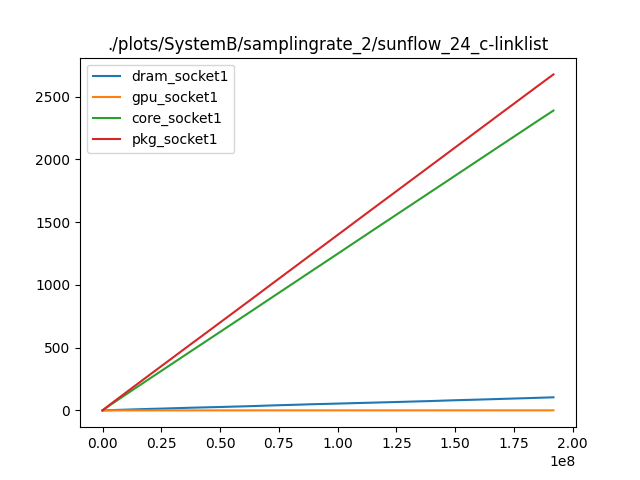 ./plots/SystemB/samplingrate_2/sunflow_24_c-linklist
dram_socket1
gpu_socket1
core_socket1
pkg_socket1
2500
2000
1500
1000
500
0
0.00 0.25 0.50 0.75 1.00 1.25 1.50 1.75 2.00
1e8